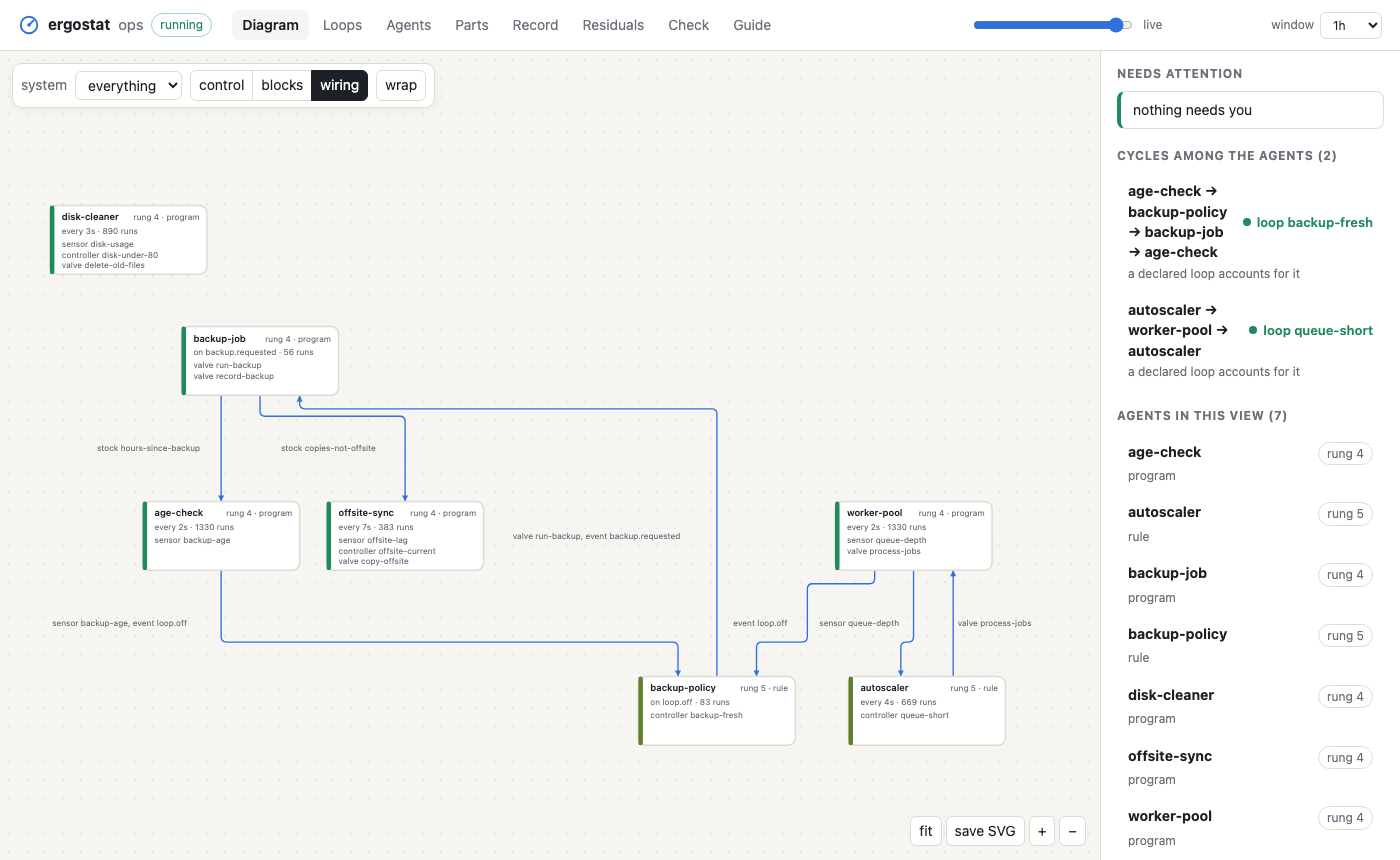 ergostat ops running Diagram Loops Agents Parts Record Residuals Check Guide live window 1h
system everything control blocks wiring wrap
disk-cleaner rung 4 · program
every 3s · 890 runs
sensor disk-usage
controller disk-under-80
valve delete-old-files
backup-job rung 4 · program
on backup.requested · 56 runs
valve run-backup
valve record-backup
stock hours-since-backup
stock copies-not-offsite
age-check rung 4 · program
every 2s · 1330 runs
sensor backup-age
offsite-sync rung 4 · program
every 7s · 383 runs
sensor offsite-lag
controller offsite-current
valve copy-offsite
valve run-backup, event backup.requested
worker-pool rung 4 · program
every 2s · 1330 runs
sensor queue-depth
valve process-jobs
sensor backup-age, event loop.off
event loop.off
sensor queue-depth
valve process-jobs
backup-policy rung 5 · rule
on loop.off · 83 runs
controller backup-fresh
autoscaler rung 5 · rule
every 4s · 669 runs
controller queue-short
fit save SVG + −
NEEDS ATTENTION
nothing needs you
CYCLES AMONG THE AGENTS (2)
age-check →
backup-policy
→ backup-job
→ age-check
loop backup-fresh
a declared loop accounts for it
autoscaler →
worker-pool →
autoscaler
loop queue-short
a declared loop accounts for it
AGENTS IN THIS VIEW (7)
age-check rung 4
program
autoscaler rung 5
rule
backup-job rung 4
program
backup-policy rung 5
rule
disk-cleaner rung 4
program
offsite-sync rung 4
program
worker-pool rung 4
program